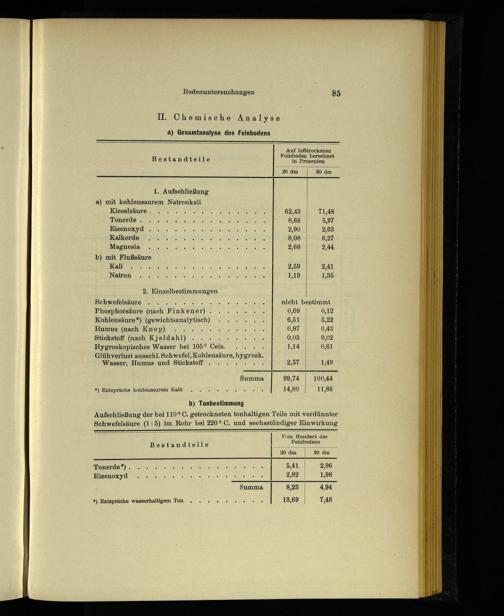 Bodenuntersuchungen 85
II. Chemische Analyse
a) Gesamtanalyse des Feinbodens
Bestandteile
Auf lufttrockenen
Feinboden berechnet
in Prozenten
20 dm 30 dm
1. Aufschließung
a) mit kohlensaurem Natronkali
Kieselsäure . . . . . . . . . . . . . 62,43 71,48
Tonerde . . . . . . . . . . . . . . 8,66 5,97
Eisenoxyd . . . . . . . . . . . . . 2,90 2,63
Kalkerde . . . . . . . . . . . . . 8,08 6,27
Magnesia . . . . . . . . . . . . . 2,68 2,44
b) mit Flußsäure
Kali . . . . . . . . . . . . . . . 2,59 2,41
Natron . . . . . . . . . . . . . . 1,19 1,35
2. Einzelbestimmungen
Schwefelsäure . . . . . . . . . . . . nicht bestimmt
Phosphorsäure (nach Finkener) . . . . . . 0,09 0,12
Kohlensäure*) (gewichtsanalytisch) . . . . . 6,51 5,22
Humus (nach Knop) . . . . . . . . . 0,87 0,43
Stickstoff (nach Kjeldahl) . . . . . . . . 0,03 0,02
Hygroskopisches Wasser bei 105° Cels. . . . . 1,14 0,61
Glühverlust ausschl. Schwefel, Kohlensäure, hygrosk.
Wasser, Humus und Stickstoff . . . . . . 2,57 1,49
Summa 99,74 100,44
*) Entspräche kohlensaurem Kalk . . . . . . . . 14,80 11,86
b) Tonbestimmung
Aufschließung der bei 110° C. getrockneten tonhaltigen Teile mit verdünnter
Schwefelsäure (1:5) im Rohr bei 220° C. und sechsstündiger Einwirkung
Bestandteile
Vom Hundert des
Feinbodens
20 dm 30 dm
Tonerde*) . . . . . . . . . . . . . . 5,41 2,96
Eisenoxyd . . . . . . . . . . . . . . 2,82 1,98
Summa 8,23 4,94
*) Entspräche wasserhaltigem Ton . . . . . . . . 13,69 7,48